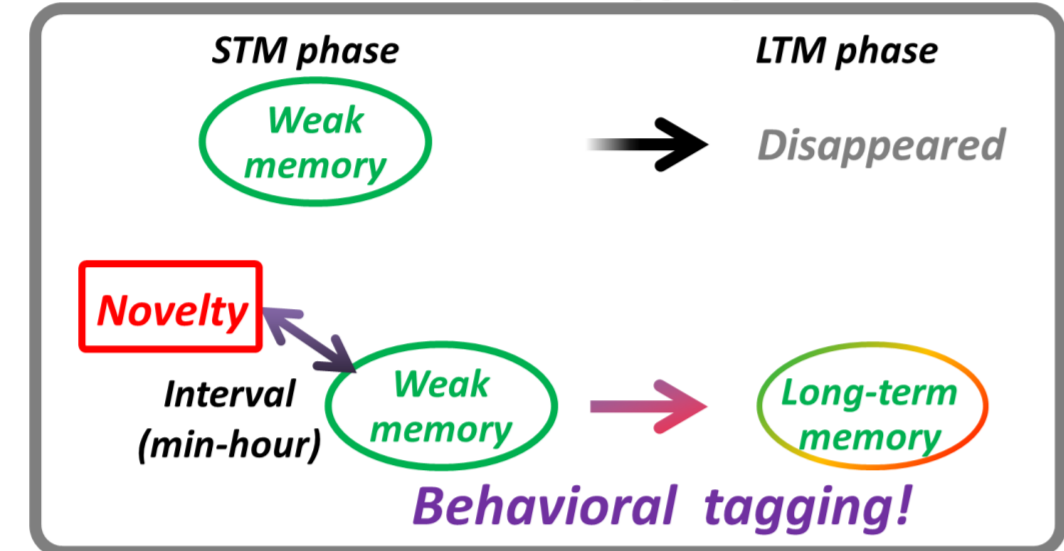 STM phase
LTM phase
Weak
memory
Disappeared
Novelty
Interval
(min-hour)
Weak
memory
Long-term
memory
Behavioral tagging!